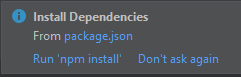 Install Dependencies
From package.json
Run 'npm install' Don't ask again